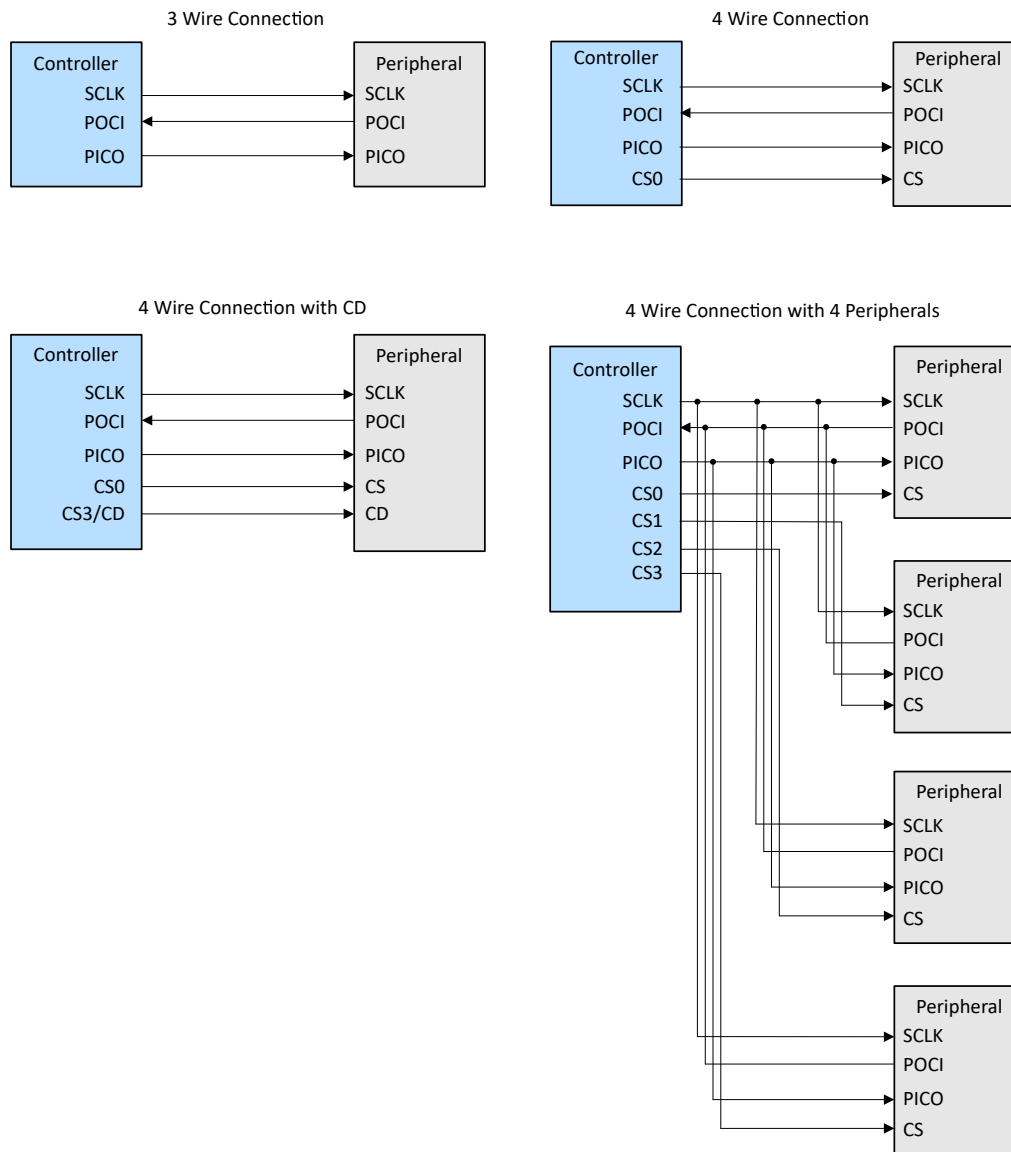 3 Wire Connection
Controller
SCLK
POCI
PICO
Peripheral
SCLK
POCI
PICO
4 Wire Connection
Controller
SCLK
POCI
PICO
CS0
Peripheral
SCLK
POCI
PICO
CS
4 Wire Connection with CD
Controller
SCLK
POCI
PICO
CS0
CS3/CD
Peripheral
SCLK
POCI
PICO
CS
CD
4 Wire Connection with 4 Peripherals
Controller
SCLK
POCI
PICO
CS0
CS1
CS2
CS3
Peripheral
SCLK
POCI
PICO
CS
Peripheral
SCLK
POCI
PICO
CS
Peripheral
SCLK
POCI
PICO
CS
Peripheral
SCLK
POCI
PICO
CS